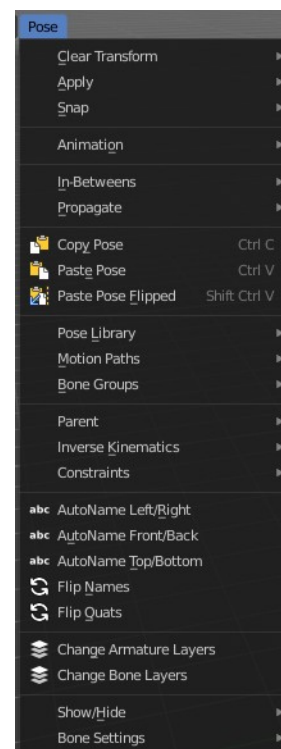 Pose
Clear Transform
Apply
Snap
Animation
In-Betweens
Propagate
Copy Pose Ctrl C
Paste Pose Ctrl V
Paste Pose Flipped Shift Ctrl V
Pose Library
Motion Paths
Bone Groups
Parent
Inverse Kinematics
Constraints
abc AutoName Left/Right
abc AutoName Front/Back
abc AutoName Top/Bottom
Flip Names
Flip Quats
Change Armature Layers
Change Bone Layers
Show/Hide
Bone Settings